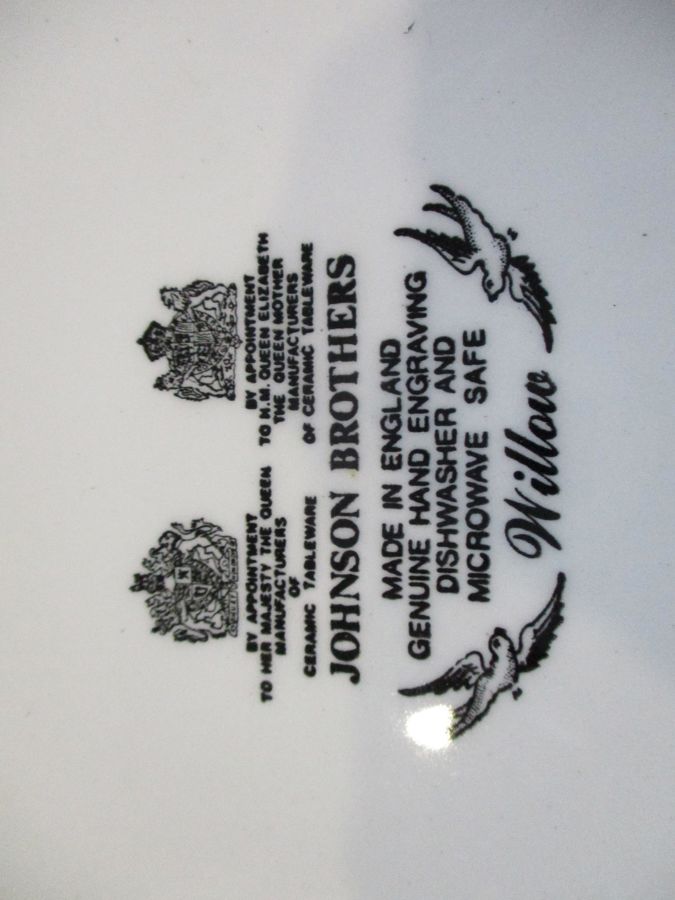 BY APPOINTMENT
TO HER MAJESTY THE QUEEN
MANUFACTURERS
OF
CERAMIC TABLEWARE
BY APPOINTMENT
TO H.M. QUEEN ELIZABETH
THE QUEEN MOTHER
MANUFACTURERS
OF CERAMIC TABLEWARE
JOHNSON BROTHERS
MADE IN ENGLAND
GENUINE HAND ENGRAVING
DISHWASHER AND
MICROWAVE SAFE
Willow